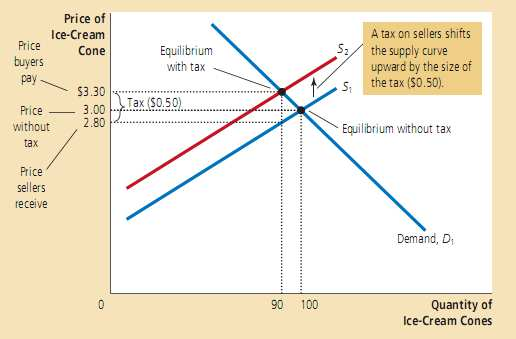 Price of
Ice-Cream
Cone
Price
buyers
pay
$3.30
Price
without
tax
3.00
2.80
Price
sellers
receive
Tax ($0.50)
Equilibrium
with tax
S2
S1
A tax on sellers shifts
the supply curve
upward by the size of
the tax ($0.50).
Equilibrium without tax
Demand, D1
0
90
100
Quantity of
Ice-Cream Cones